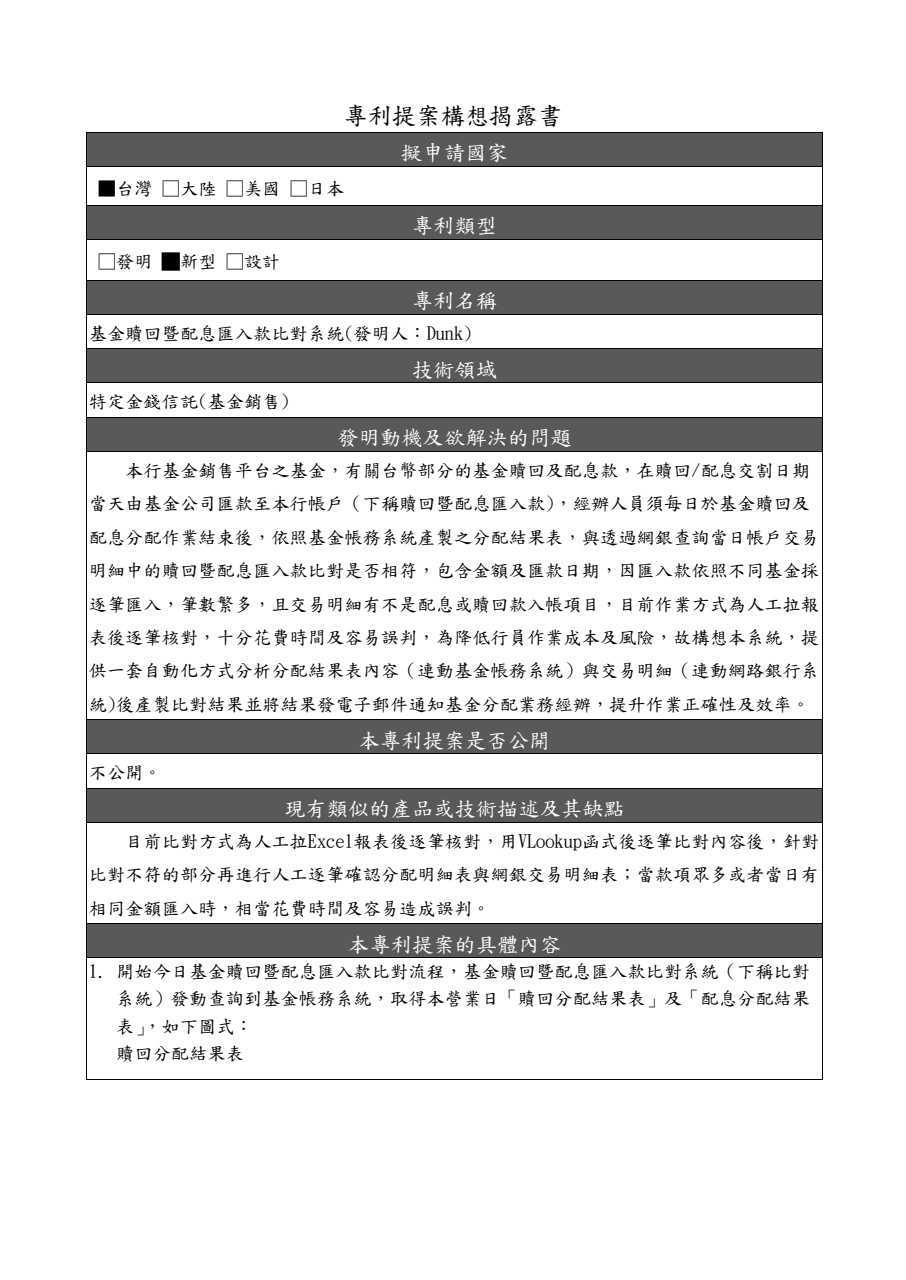 專利提案構想揭露書
擬申請國家
■台灣 □大陸 □美國 □日本
專利類型
□發明 ■新型 □設計
專利名稱
基金贖回暨配息匯入款比對系統(發明人：Dunk)
技術領域
特定金錢信託(基金銷售)
發明動機及欲解決的問題
本行基金銷售平台之基金，有關台幣部分的基金贖回及配息款，在贖回/配息交割日期
當天由基金公司匯款至本行帳戶（下稱贖回暨配息匯入款)，經辦人員須每日於基金贖回及
配息分配作業結束後，依照基金帳務系統產製之分配結果表，與透過網銀查詢當日帳戶交易
明細中的贖回暨配息匯入款比對是否相符，包含金額及匯款日期，因匯入款依照不同基金採
逐筆匯入，筆數繁多，且交易明細有不是配息或贖回款入帳項目，目前作業方式為人工拉報
表後逐筆核對，十分花費時間及容易誤判，為降低行員作業成本及風險，故構想本系統，提
供一套自動化方式分析分配結果表內容（連動基金帳務系統）與交易明細（連動網路銀行系
統)後產製比對結果並將結果發電子郵件通知基金分配業務經辦，提升作業正確性及效率。
本專利提案是否公開
不公開。
現有類似的產品或技術描述及其缺點
目前比對方式為人工拉Excel報表後逐筆核對，用VLookup函式後逐筆比對內容後，針對
比對不符的部分再進行人工逐筆確認分配明細表與網銀交易明細表；當款項眾多或者當日有
相同金額匯入時，相當花費時間及容易造成誤判。
本專利提案的具體內容
1. 開始今日基金贖回暨配息匯入款比對流程，基金贖回暨配息匯入款比對系統（下稱比對
系統）發動查詢到基金帳務系統，取得本營業日「贖回分配結果表」及「配息分配結果
表」，如下圖式：
贖回分配結果表